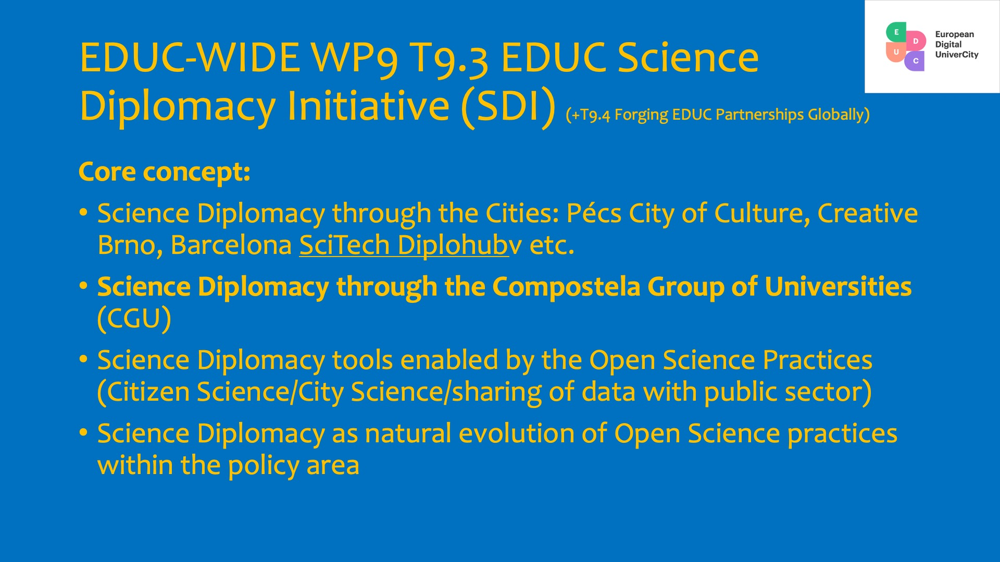 EDUC-WIDE WP9 T9.3 EDUC Science
Diplomacy Initiative (SDI) (+T9.4 Forging EDUC Partnerships Globally)
E
D
U
C
European
Digital
UniverCity
Core concept:
• Science Diplomacy through the Cities: Pécs City of Culture, Creative
Brno, Barcelona SciTech Diplohubv etc.
• Science Diplomacy through the Compostela Group of Universities
(CGU)
• Science Diplomacy tools enabled by the Open Science Practices
(Citizen Science/City Science/sharing of data with public sector)
• Science Diplomacy as natural evolution of Open Science practices
within the policy area